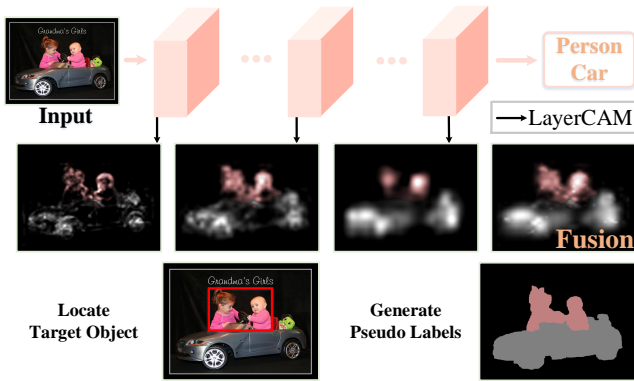 Grandma's Girls
Input
Person
Car
LayerCAM
Fusion
Locate
Target Object
Grandma's Girls
Generate
Pseudo Labels